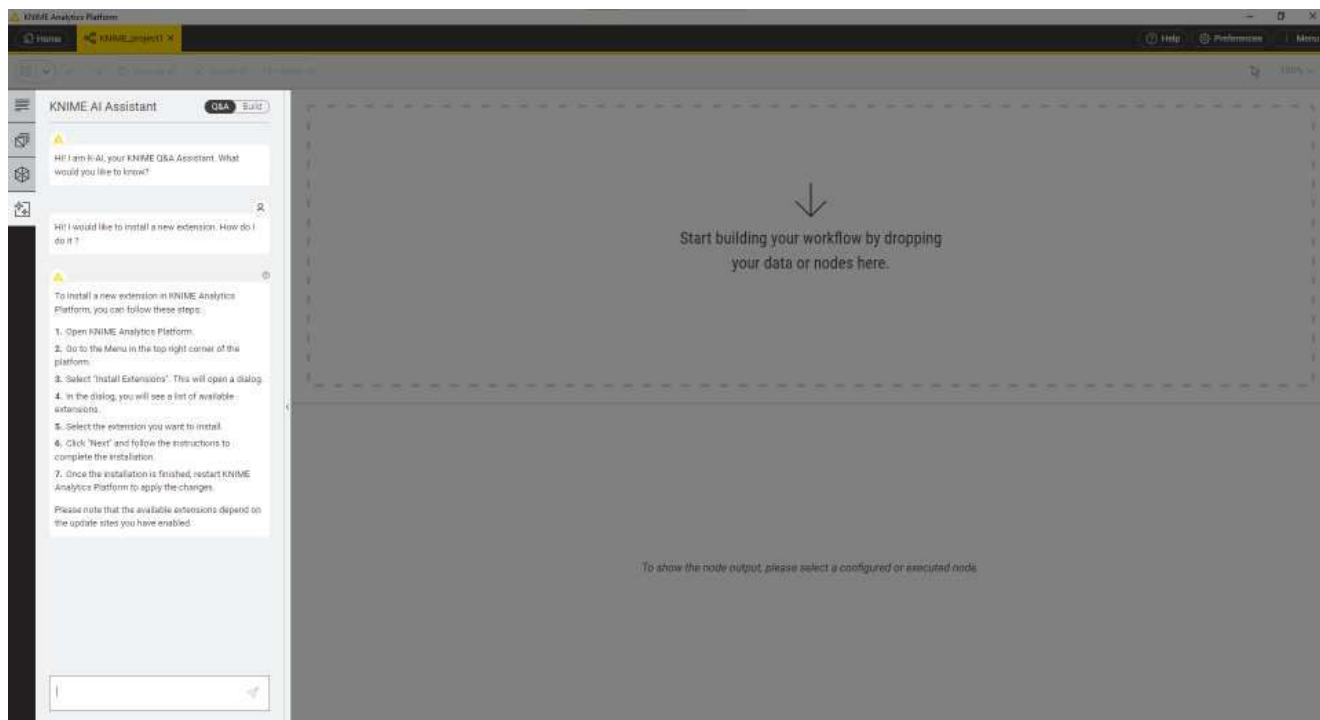 KNIME Analytics Platform
Home KNIME_project1
Help Preferences Menu
100%
KNIME AI Assistant Q&A Build
Hi! I am K-AI, your KNIME Q&A Assistant. What
would you like to know?
Hi! I would like to install a new extension. How do I
do it ?
To install a new extension in KNIME Analytics
Platform, you can follow these steps:
1. Open KNIME Analytics Platform.
2. Go to the Menu in the top right corner of the
platform.
3. Select "Install Extensions". This will open a dialog.
4. In the dialog, you will see a list of available
extensions.
5. Select the extension you want to install.
6. Click "Next" and follow the instructions to
complete the installation.
7. Once the installation is finished, restart KNIME
Analytics Platform to apply the changes.
Please note that the available extensions depend on
the update sites you have enabled.
Start building your workflow by dropping
your data or nodes here.
To show the node output, please select a configured or executed node.